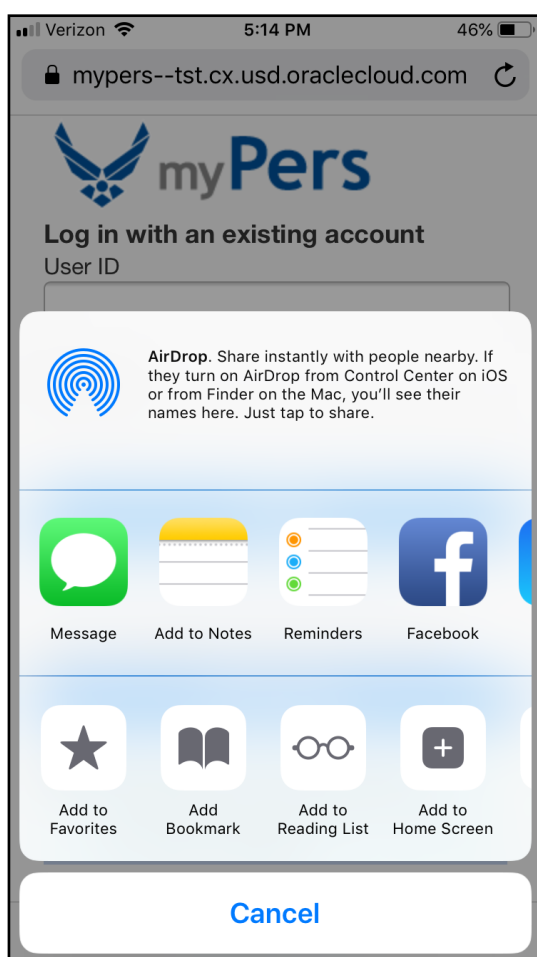 Verizon 5:14 PM 46%
mypers--tst.cx.usd.oraclecloud.com
myPers
Log in with an existing account
User ID
AirDrop. Share instantly with people nearby. If
they turn on AirDrop from Control Center on iOS
or from Finder on the Mac, you'll see their
names here. Just tap to share.
Message Add to Notes Reminders Facebook
Add to Add Add to Add to
Favorites Bookmark Reading List Home Screen
Cancel